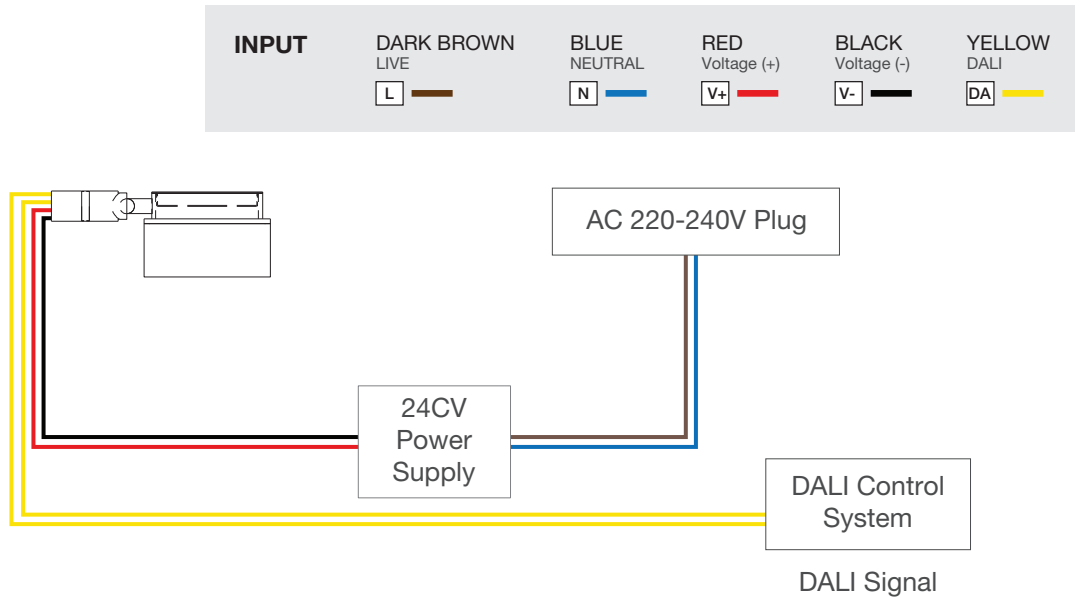 INPUT
DARK BROWN
LIVE
L
BLUE
NEUTRAL
N
RED
Voltage (+)
V+
BLACK
Voltage (-)
V-
YELLOW
DALI
DA
AC 220-240V Plug
24CV
Power
Supply
DALI Control
System
DALI Signal